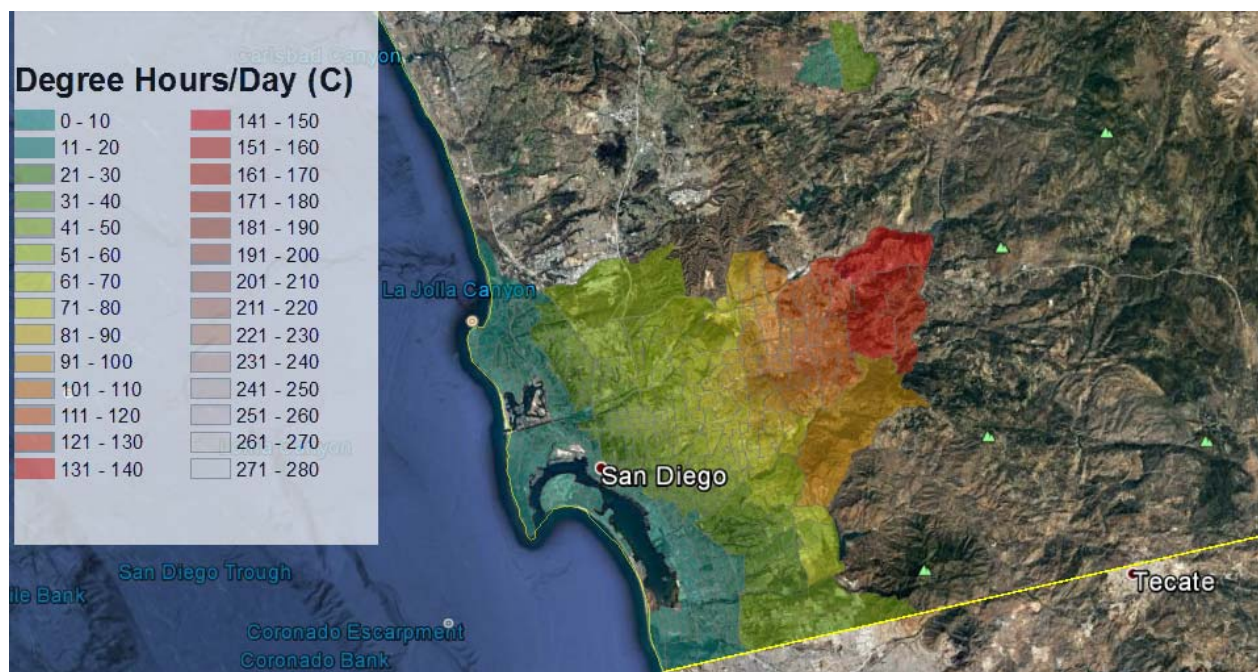 Carlsbad Canyon
Degree Hours/Day (C)
0 - 10
11 - 20
21 - 30
31 - 40
41 - 50
51 - 60
61 - 70
71 - 80
81 - 90
91 - 100
101 - 110
111 - 120
121 - 130
131 - 140
141 - 150
151 - 160
161 - 170
171 - 180
181 - 190
191 - 200
201 - 210
211 - 220
221 - 230
231 - 240
241 - 250
251 - 260
261 - 270
271 - 280
La Jolla Canyon
Canyon
San Diego
San Diego Trough
Bank
Coronado Escarpment
Coronado Bank
Tecate